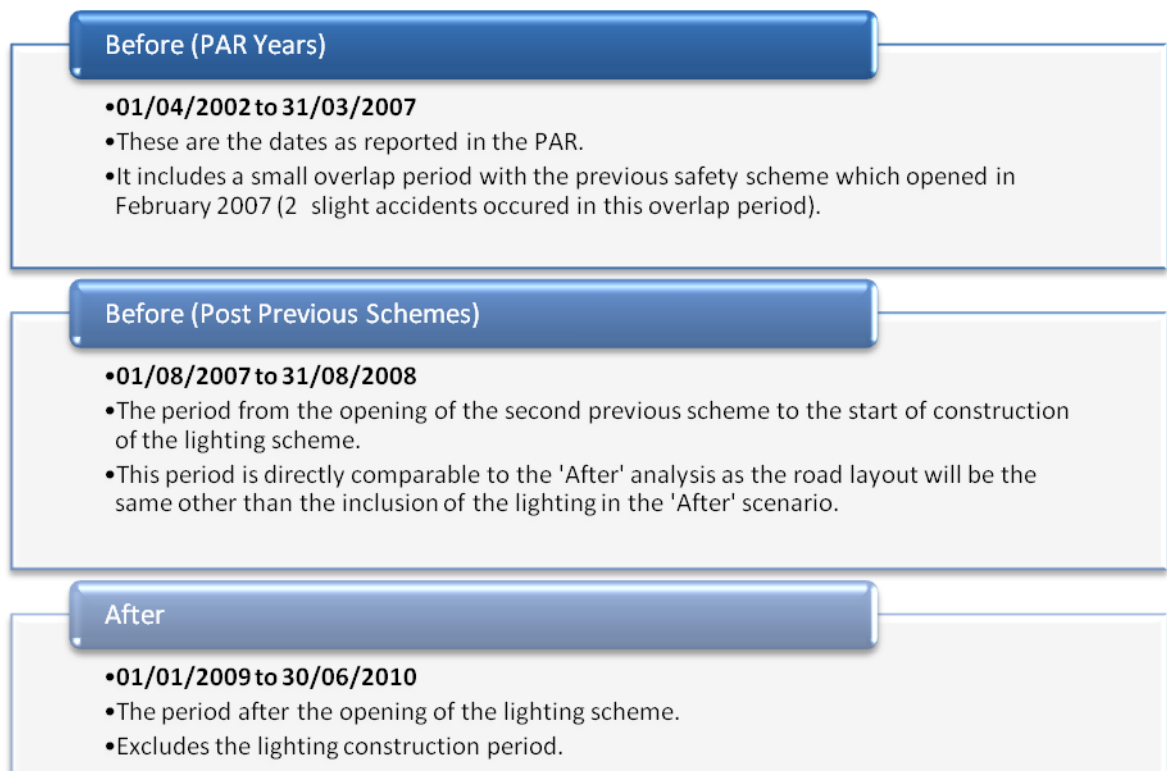 Before (PAR Years)
•01/04/2002 to 31/03/2007
•These are the dates as reported in the PAR.
•It includes a small overlap period with the previous safety scheme which opened in
February 2007 (2 slight accidents occured in this overlap period).
Before (Post Previous Schemes)
•01/08/2007 to 31/08/2008
•The period from the opening of the second previous scheme to the start of construction
of the lighting scheme.
•This period is directly comparable to the 'After' analysis as the road layout will be the
same other than the inclusion of the lighting in the 'After' scenario.
After
•01/01/2009 to 30/06/2010
•The period after the opening of the lighting scheme.
•Excludes the lighting construction period.